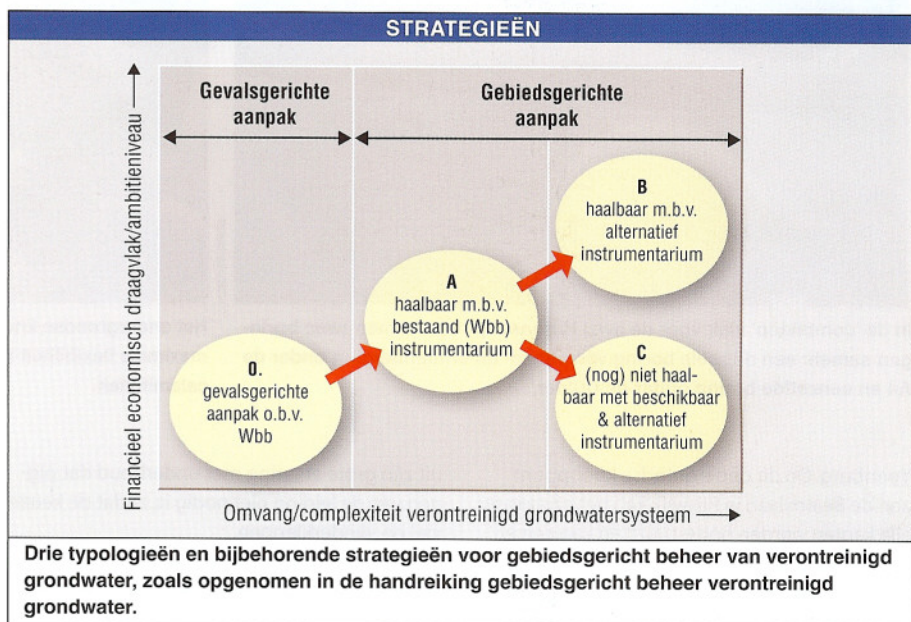 STRATEGIEËN
Financieel economisch draagvlak/ambitieniveau
Gevalsgerichte
aanpak
Gebiedsgerichte
aanpak
B
haalbaar m.b.v.
alternatief
instrumentarium
A
haalbaar m.b.v.
bestaand (Wbb)
instrumentarium
C
(nog) niet haal-
baar met beschikbaar
& alternatief
instrumentarium
0.
gevalsgerichte
aanpak o.b.v.
Wbb
Omvang/complexiteit verontreinigd grondwatersysteem
Drie typologieën en bijbehorende strategieën voor gebiedsgericht beheer van verontreinigd
grondwater, zoals opgenomen in de handreiking gebiedsgericht beheer verontreinigd
grondwater.